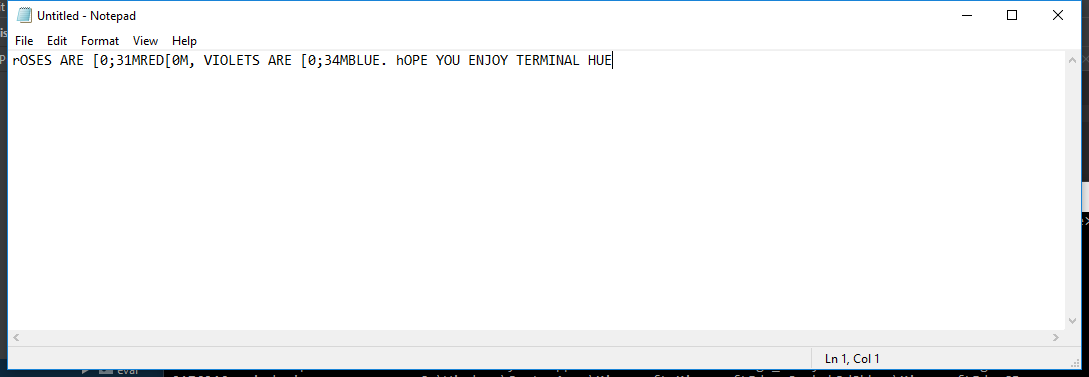 Untitled - Notepad
File Edit Format View Help
rOSES ARE [0;31MRED[0M, VIOLETS ARE [0;34MBLUE. hOPE YOU ENJOY TERMINAL HUE
Ln 1, Col 1
eval